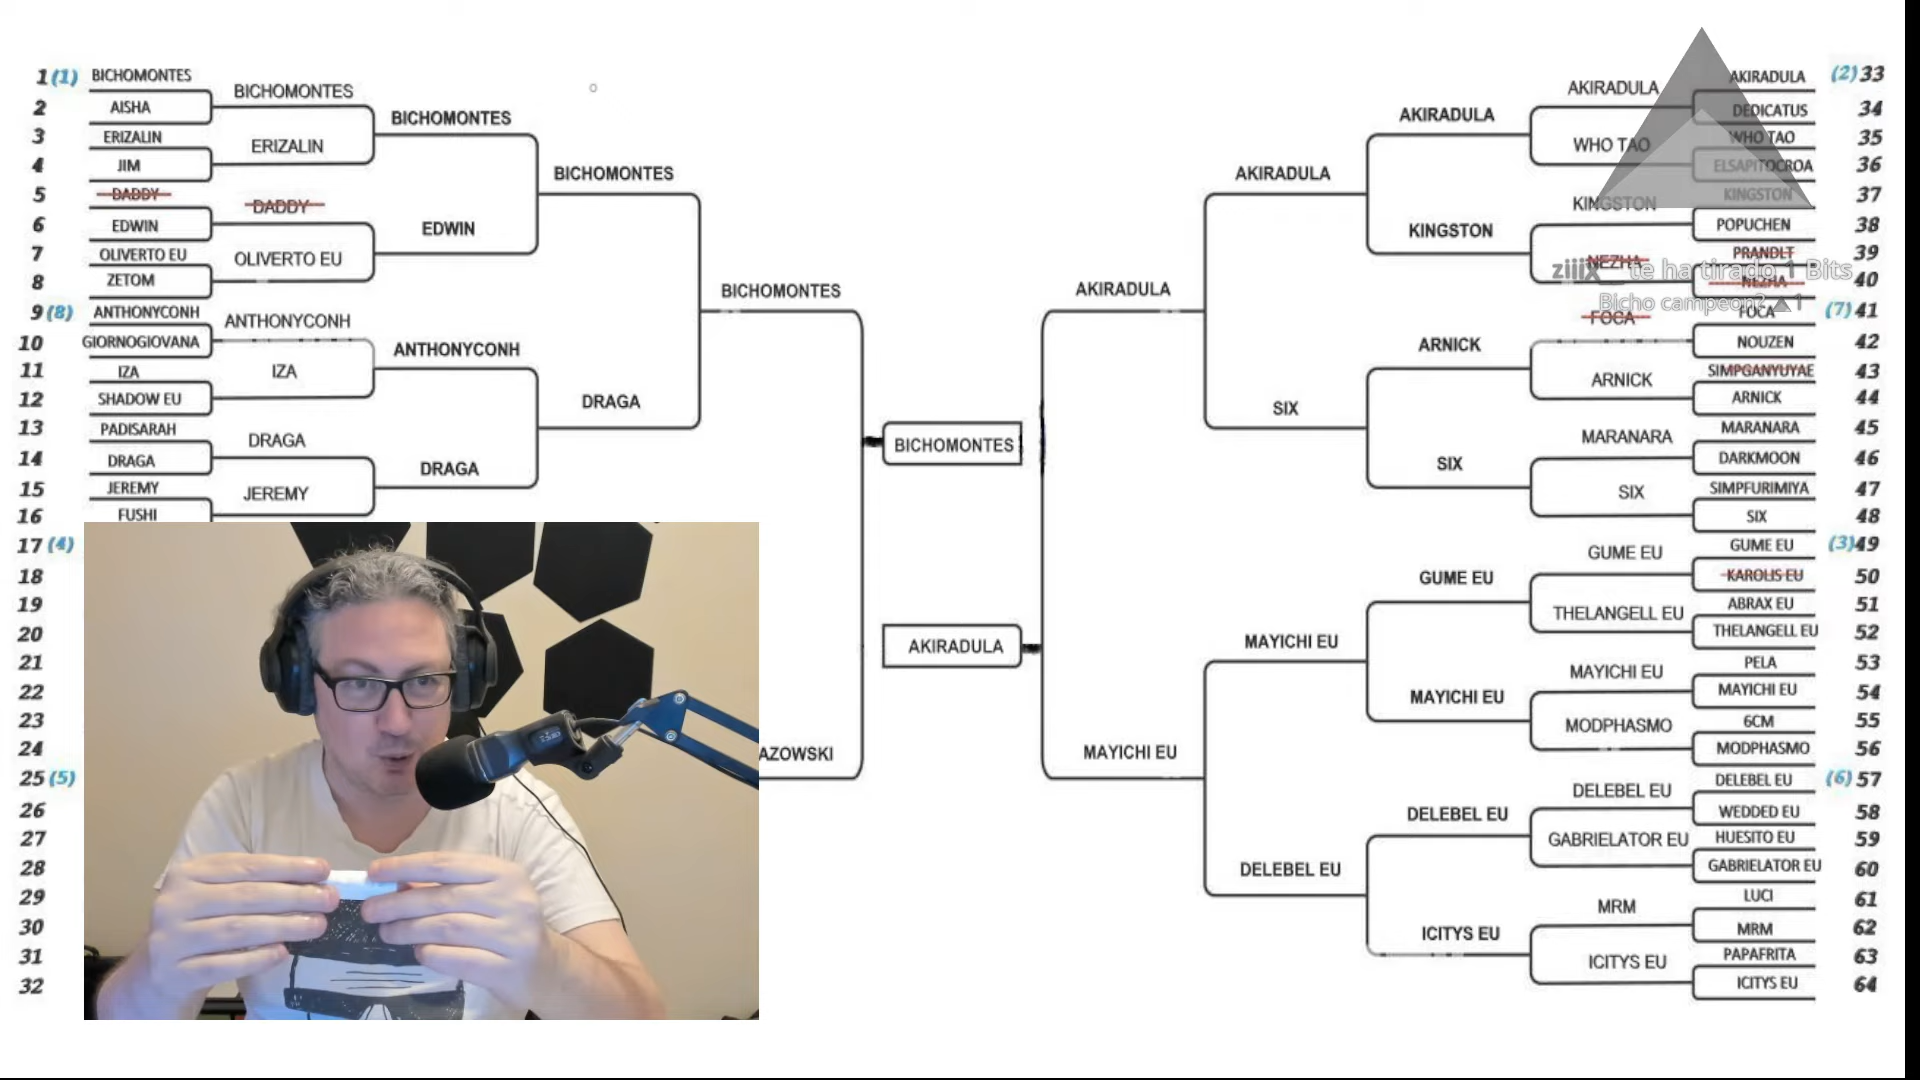 1 (1) BICHOMONTES
2 AISHA
3 ERIZALIN
4 JIM
5 DADDY
6 EDWIN
7 OLIVERTO EU
8 ZETOM
9 (8) ANTHONYCONH
10 GIORNOGIOVANA
11 IZA
12 SHADOW EU
13 PADISARAH
14 DRAGA
15 JEREMY
16 FUSHI
17 (4)
18
19
20
21
22
23
24
25 (5)
26
27
28
29
30
31
32
BICHOMONTES
ERIZALIN
DADDY
OLIVERTO EU
ANTHONYCONH
IZA
DRAGA
JEREMY
BICHOMONTES
EDWIN
ANTHONYCONH
DRAGA
BICHOMONTES
DRAGA
BICHOMONTES
AZOWSKI
BICHOMONTES
AKIRADULA
AKIRADULA
MAYICHI EU
AKIRADULA
SIX
MAYICHI EU
DELEBEL EU
AKIRADULA
KINGSTON
ARNICK
SIX
GUME EU
MAYICHI EU
DELEBEL EU
ICITYS EU
AKIRADULA
WHO TAO
KINGSTON
NEZHA
FOCA
ARNICK
MARANARA
SIX
GUME EU
THELANGELL EU
MAYICHI EU
MODPHASMO
DELEBEL EU
GABRIELATOR EU
MRM
ICITYS EU
AKIRADULA (2) 33
DEDICATUS 34
WHO TAO 35
ELSAPITOCROA 36
KINGSTON 37
POPUCHEN 38
PRANDLT 39
NEZHA 40
FOCA (7) 41
NOUZEN 42
SIMPGANYUYAE 43
ARNICK 44
MARANARA 45
DARKMOON 46
SIMPFURIMIYA 47
SIX 48
GUME EU (3) 49
KAROLIS EU 50
ABRAX EU 51
THELANGELL EU 52
PELA 53
MAYICHI EU 54
6CM 55
MODPHASMO 56
DELEBEL EU (6) 57
WEDDED EU 58
HUESITO EU 59
GABRIELATOR EU 60
LUCI 61
MRM 62
PAPAFRITA 63
ICITYS EU 64
te ha tirado 1 Bits
Bicho campeon? 1